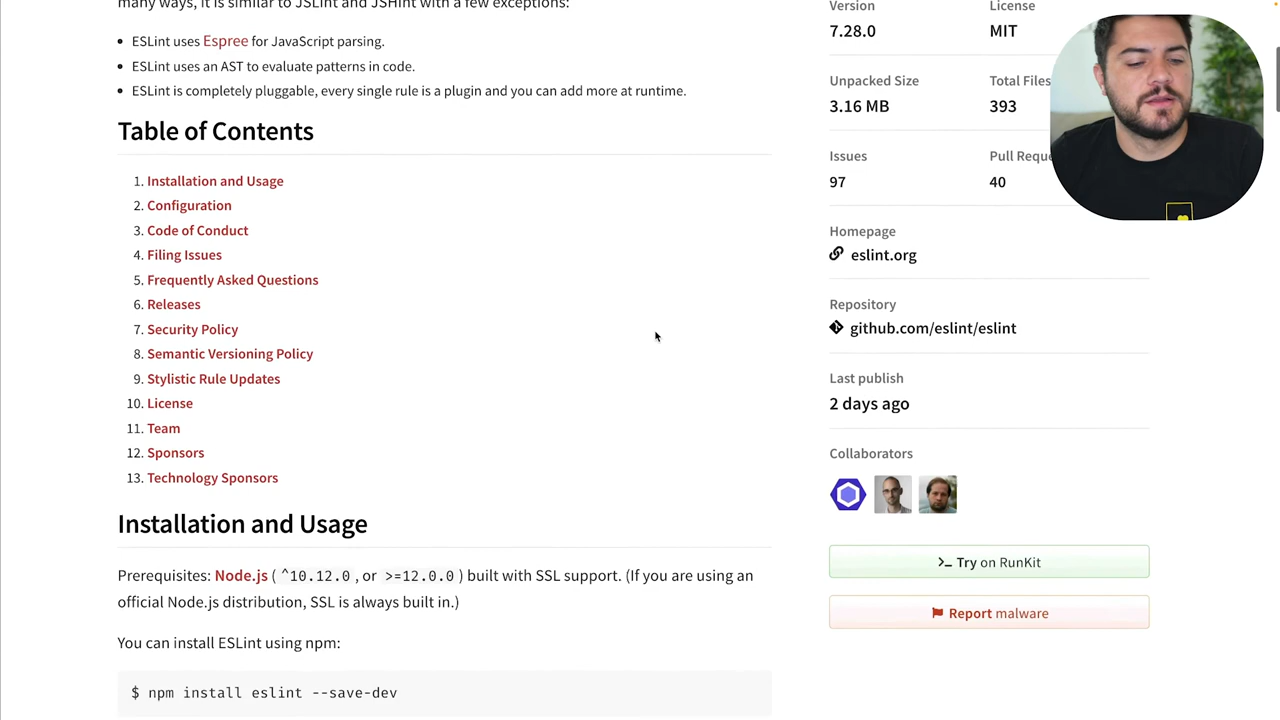 many ways, it is similar to JSLint and JSHint with a few exceptions:
• ESLint uses Espree for JavaScript parsing.
• ESLint uses an AST to evaluate patterns in code.
• ESLint is completely pluggable, every single rule is a plugin and you can add more at runtime.
Table of Contents
1. Installation and Usage
2. Configuration
3. Code of Conduct
4. Filing Issues
5. Frequently Asked Questions
6. Releases
7. Security Policy
8. Semantic Versioning Policy
9. Stylistic Rule Updates
10. License
11. Team
12. Sponsors
13. Technology Sponsors
Installation and Usage
Prerequisites: Node.js ( ^10.12.0 , or >=12.0.0 ) built with SSL support. (If you are using an
official Node.js distribution, SSL is always built in.)
You can install ESLint using npm:
$ npm install eslint --save-dev
Version License
7.28.0 MIT
Unpacked Size Total Files
3.16 MB 393
Issues Pull
97 40
Homepage
eslint.org
Repository
github.com/eslint/eslint
Last publish
2 days ago
Collaborators
>_ Try on RunKit
Report malware